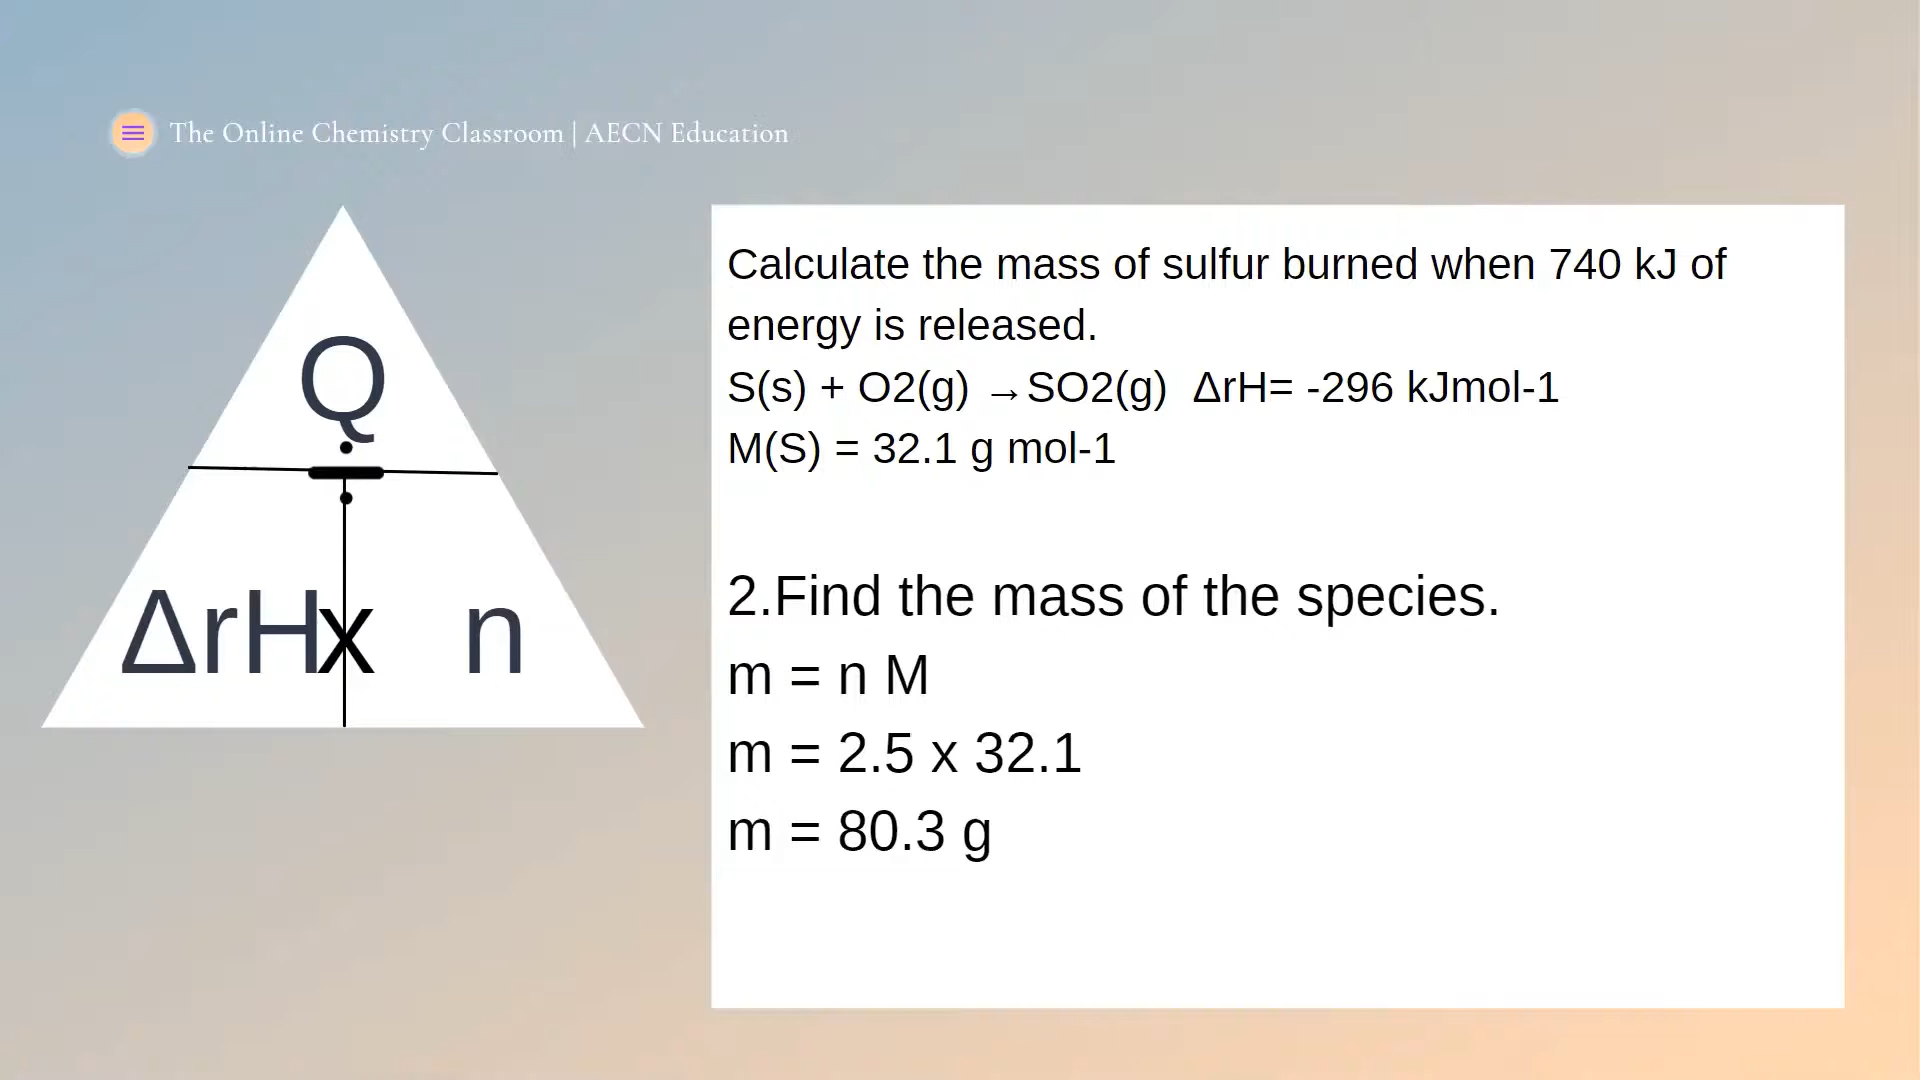 The Online Chemistry Classroom | AECN Education
Q
ΔrH x n
Calculate the mass of sulfur burned when 740 kJ of
energy is released.
S(s) + O2(g) →SO2(g) ΔrH= -296 kJmol-1
M(S) = 32.1 g mol-1
2.Find the mass of the species.
m = n M
m = 2.5 x 32.1
m = 80.3 g